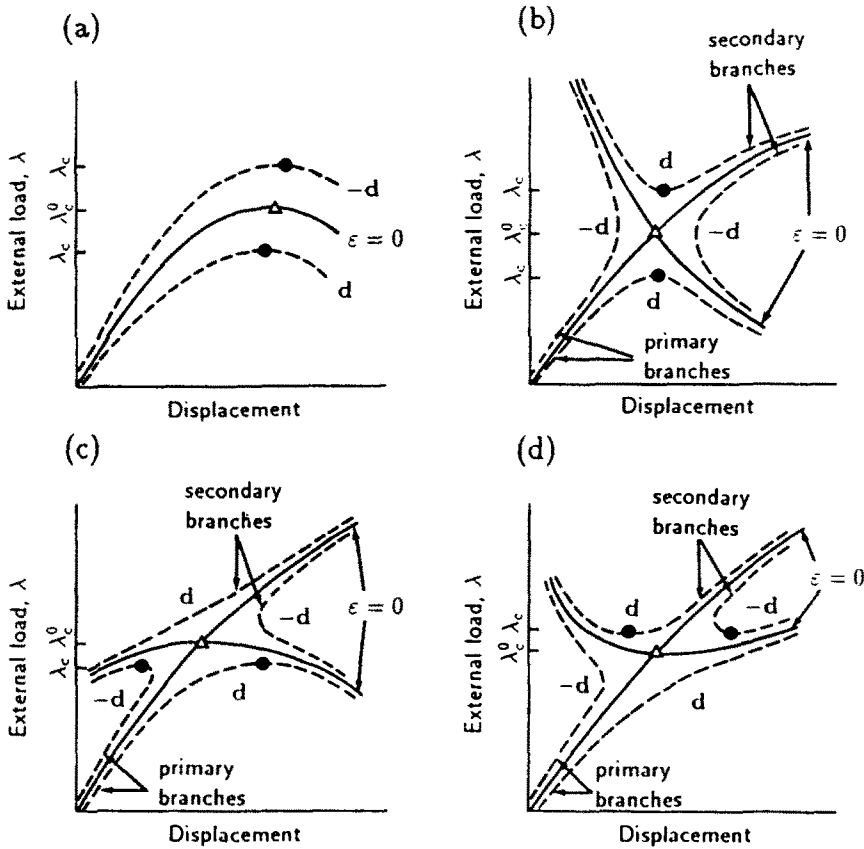 (a)
External load, λ
λc
λc⁰
λc
-d
ε = 0
d
Displacement
(b)
secondary
branches
External load, λ
λc
λc⁰
λc
d
-d
-d
ε = 0
d
primary
branches
Displacement
(c)
secondary
branches
External load, λ
λc⁰
λc
d
-d
ε = 0
-d
d
primary
branches
Displacement
(d)
secondary
branches
External load, λ
λc
λc⁰
d
-d
ε = 0
-d
d
primary
branches
Displacement